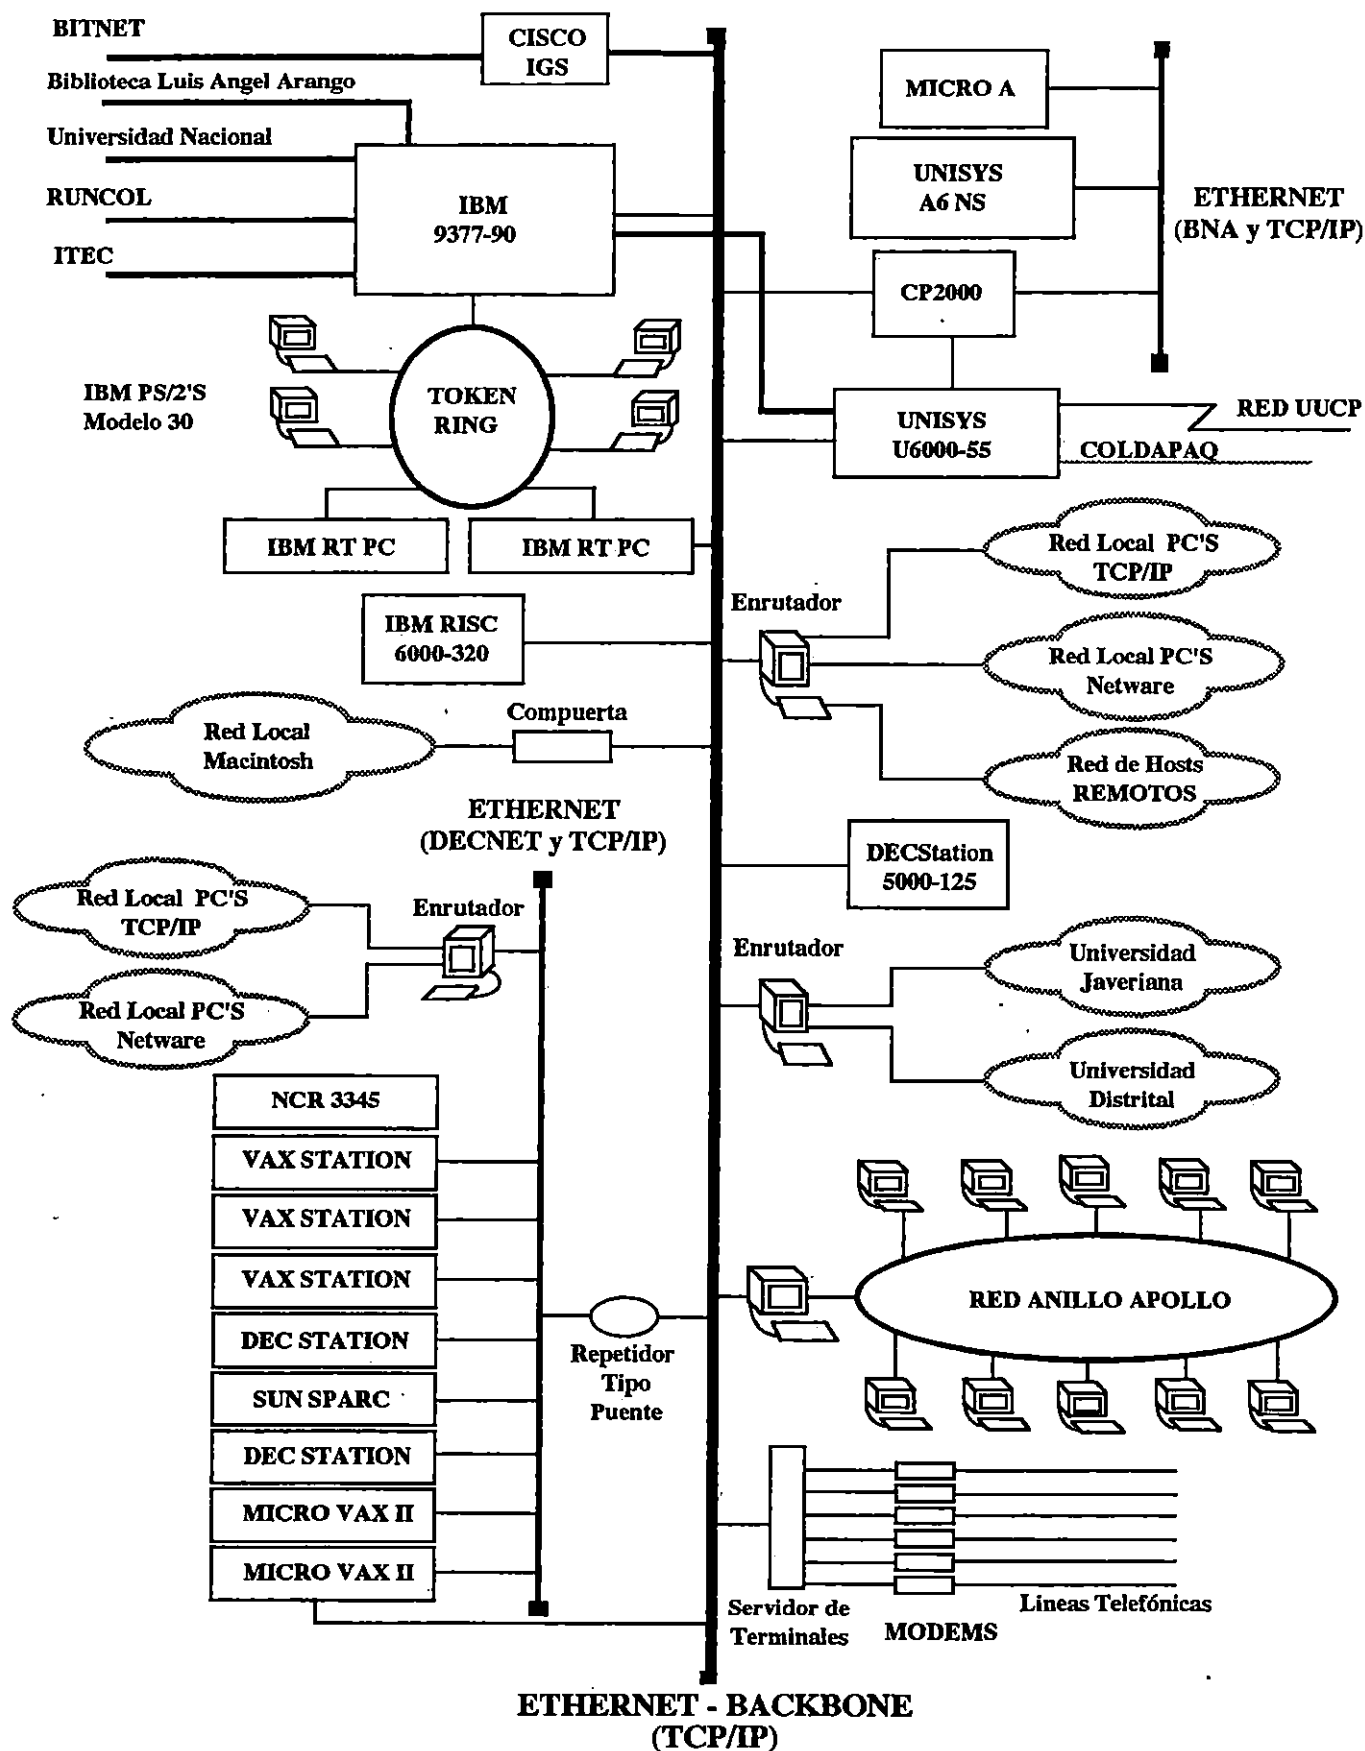 BITNET
CISCO
IGS
Biblioteca Luis Angel Arango
Universidad Nacional
RUNCOL
ITEC
IBM
9377-90
MICRO A
UNISYS
A6 NS
ETHERNET
(BNA y TCP/IP)
CP2000
IBM PS/2'S
Modelo 30
TOKEN
RING
UNISYS
U6000-55
RED UUCP
COLDAPAQ
IBM RT PC
IBM RT PC
Red Local PC'S
TCP/IP
Enrutador
IBM RISC
6000-320
Red Local PC'S
Netware
Red Local
Macintosh
Compuerta
Red de Hosts
REMOTOS
ETHERNET
(DECNET y TCP/IP)
DECStation
5000-125
Red Local PC'S
TCP/IP
Enrutador
Red Local PC'S
Netware
Enrutador
Universidad
Javeriana
Universidad
Distrital
NCR 3345
VAX STATION
VAX STATION
VAX STATION
DEC STATION
SUN SPARC
DEC STATION
MICRO VAX II
MICRO VAX II
Repetidor
Tipo
Puente
RED ANILLO APOLLO
Servidor de
Terminales
MODEMS
Lineas Telefónicas
ETHERNET - BACKBONE
(TCP/IP)